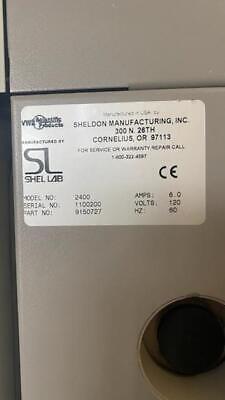 VWR Scientific Products
Manufactured in USA by
SHELDON MANUFACTURING, INC.
300 N. 26TH
CORNELIUS, OR 97113
FOR SERVICE OR WARRANTY REPAIR CALL
1-800-322-4897
MANUFACTURED BY
SL
SHEL LAB
CE
MODEL NO: 2400 AMPS: 6.0
SERIAL NO: 1100200 VOLTS: 120
PART NO: 9150727 HZ: 60